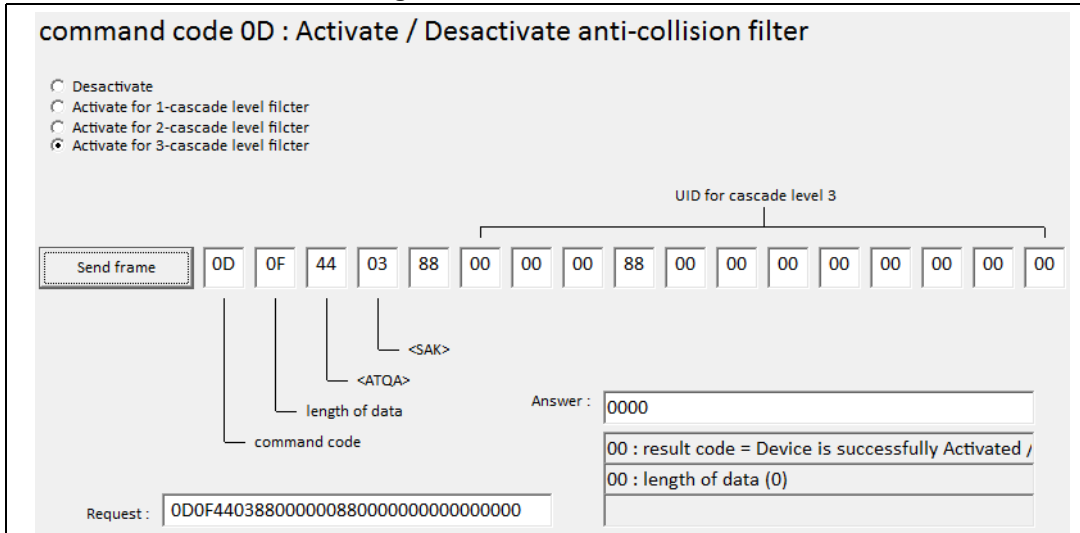 command code 0D : Activate / Desactivate anti-collision filter
Desactivate
Activate for 1-cascade level filcter
Activate for 2-cascade level filcter
Activate for 3-cascade level filcter
UID for cascade level 3
Send frame 0D 0F 44 03 88 00 00 00 88 00 00 00 00 00 00 00 00
<SAK>
<ATQA>
length of data
command code
Answer : 0000
00 : result code = Device is successfully Activated /
00 : length of data (0)
Request : 0D0F4403880000008800000000000000000